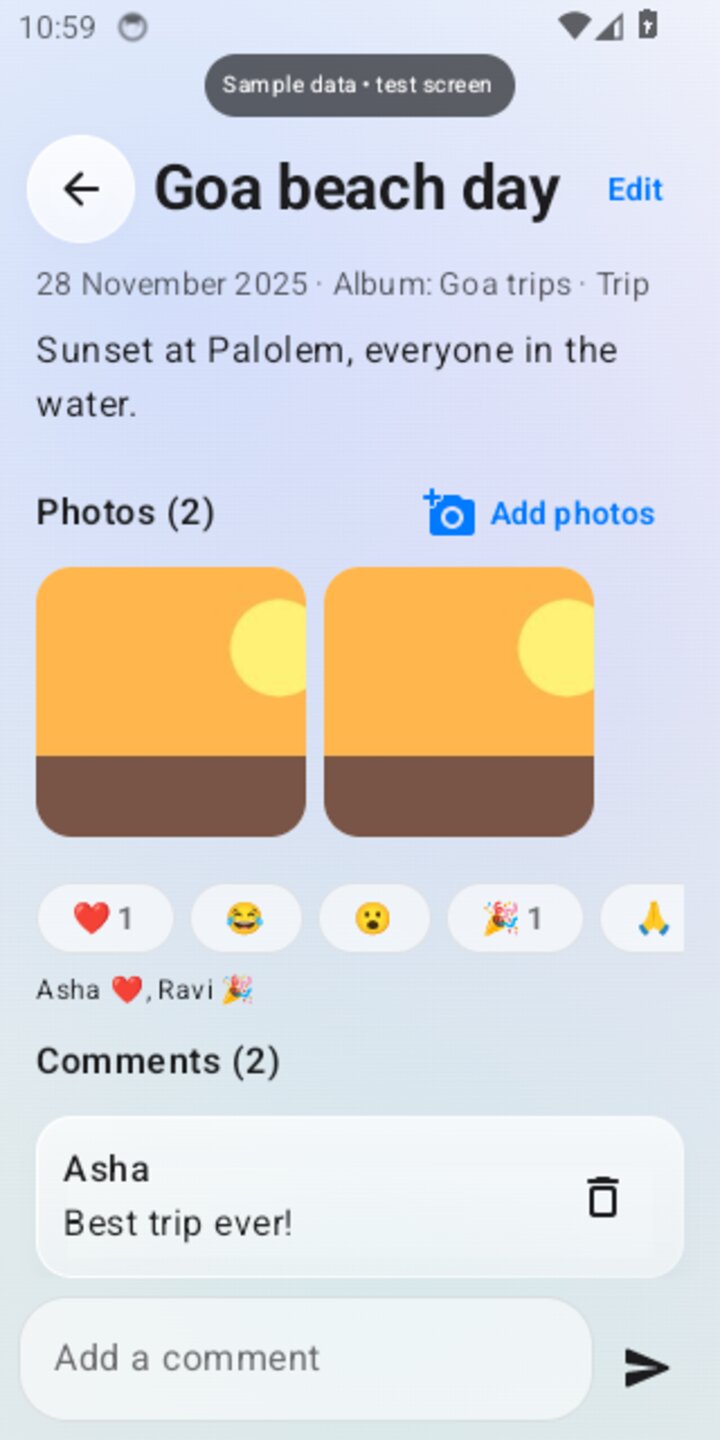 10:59
Sample data • test screen
Goa beach day
Edit
28 November 2025 · Album: Goa trips · Trip
Sunset at Palolem, everyone in the
water.
Photos (2)
Add photos
❤️ 1
😂
😮
🎉 1
🙏
Asha ❤️, Ravi 🎉
Comments (2)
Asha
Best trip ever!
Add a comment